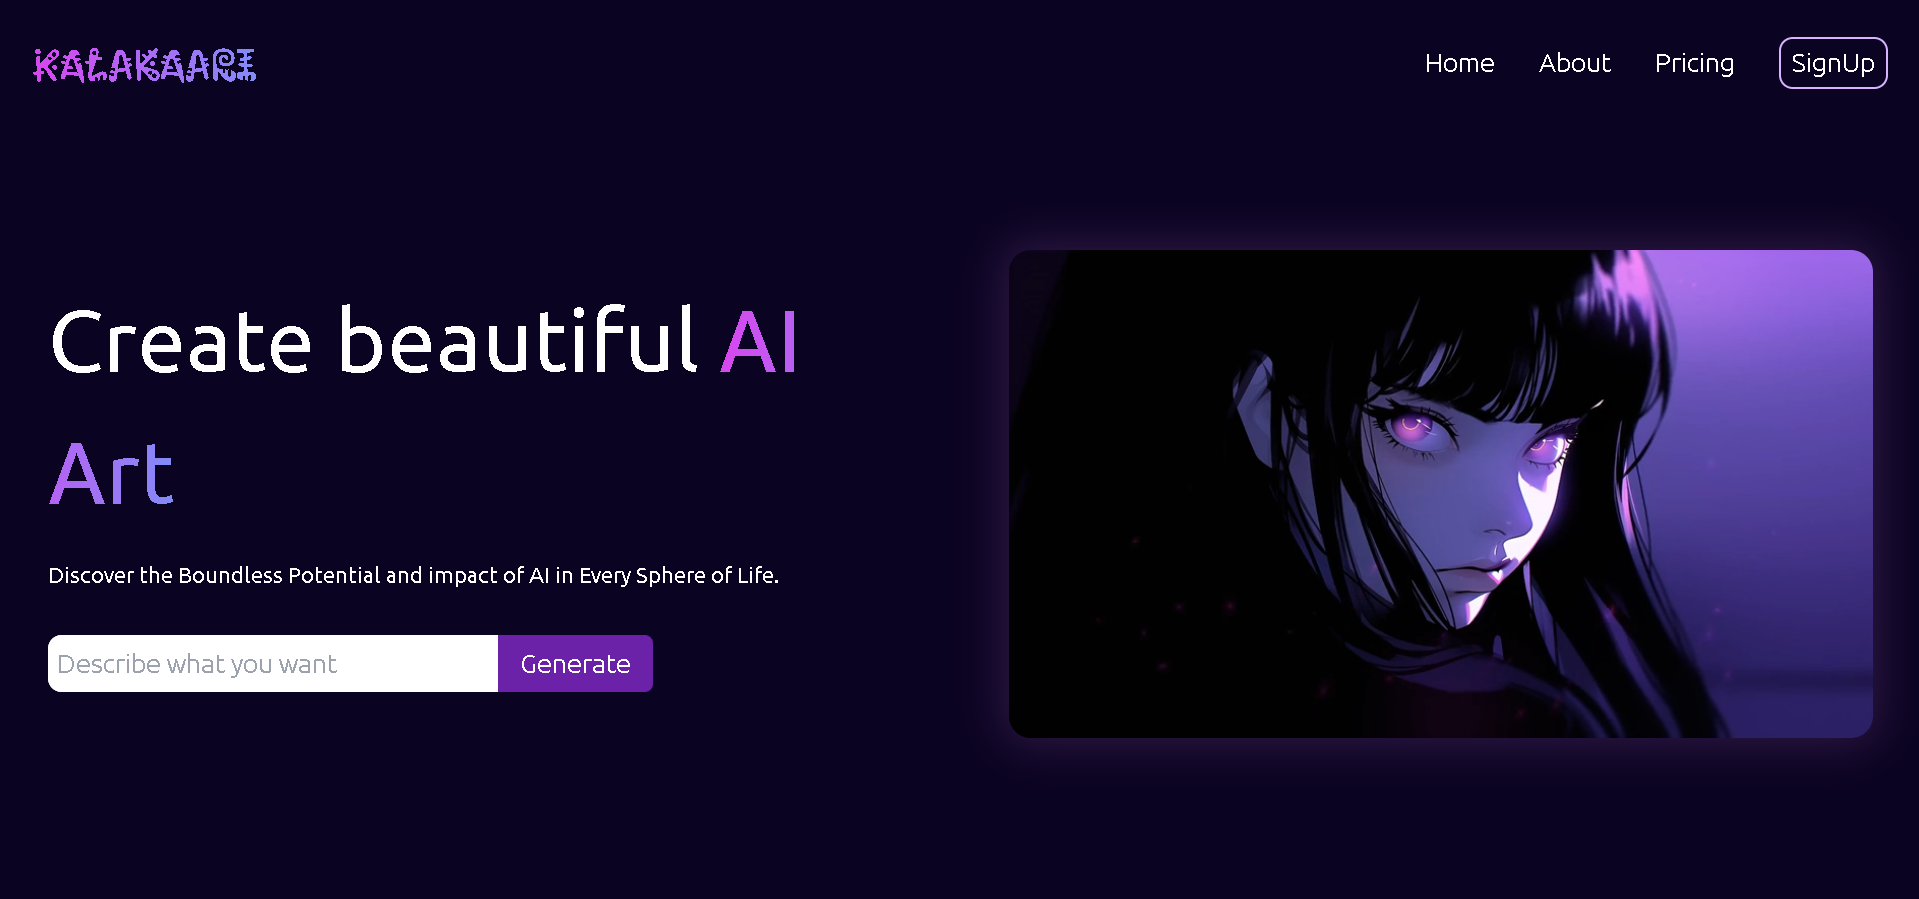 KALAKAARI
Home
About
Pricing
SignUp
Create beautiful AI
Art
Discover the Boundless Potential and impact of AI in Every Sphere of Life.
Describe what you want
Generate